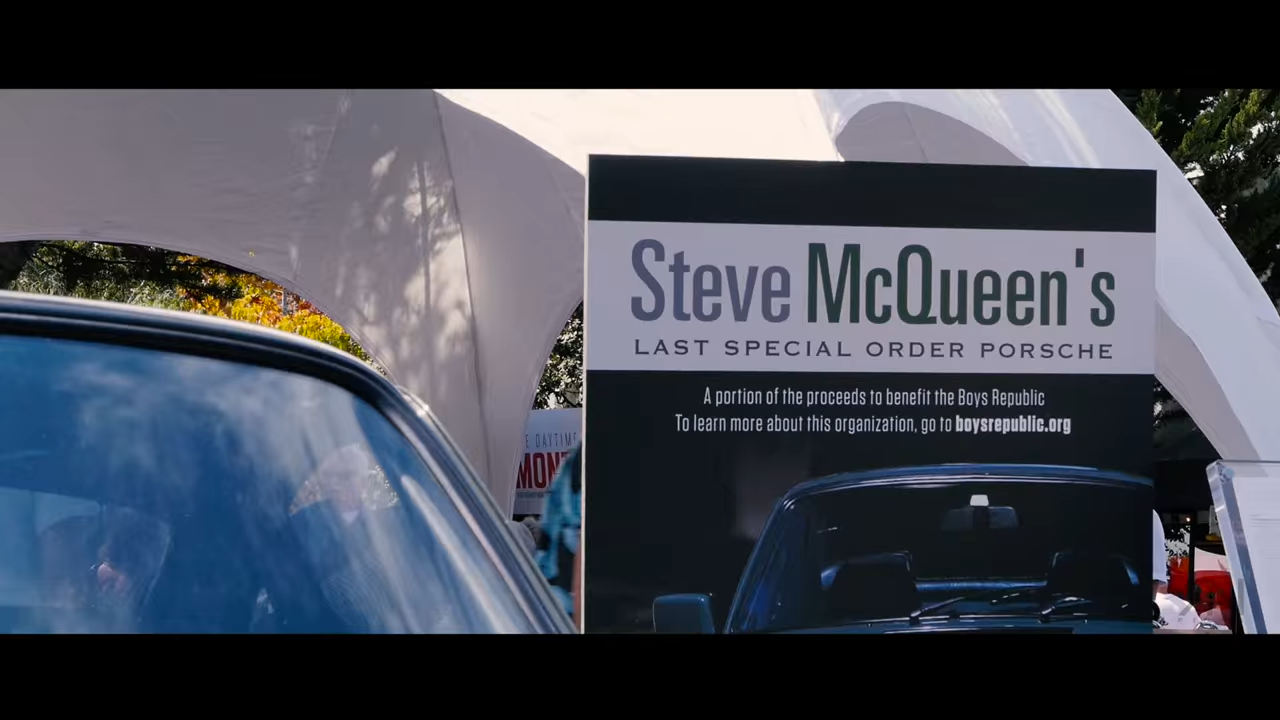 Steve McQueen's
LAST SPECIAL ORDER PORSCHE
A portion of the proceeds to benefit the Boys Republic
To learn more about this organization, go to boysrepublic.org
DAYTIME